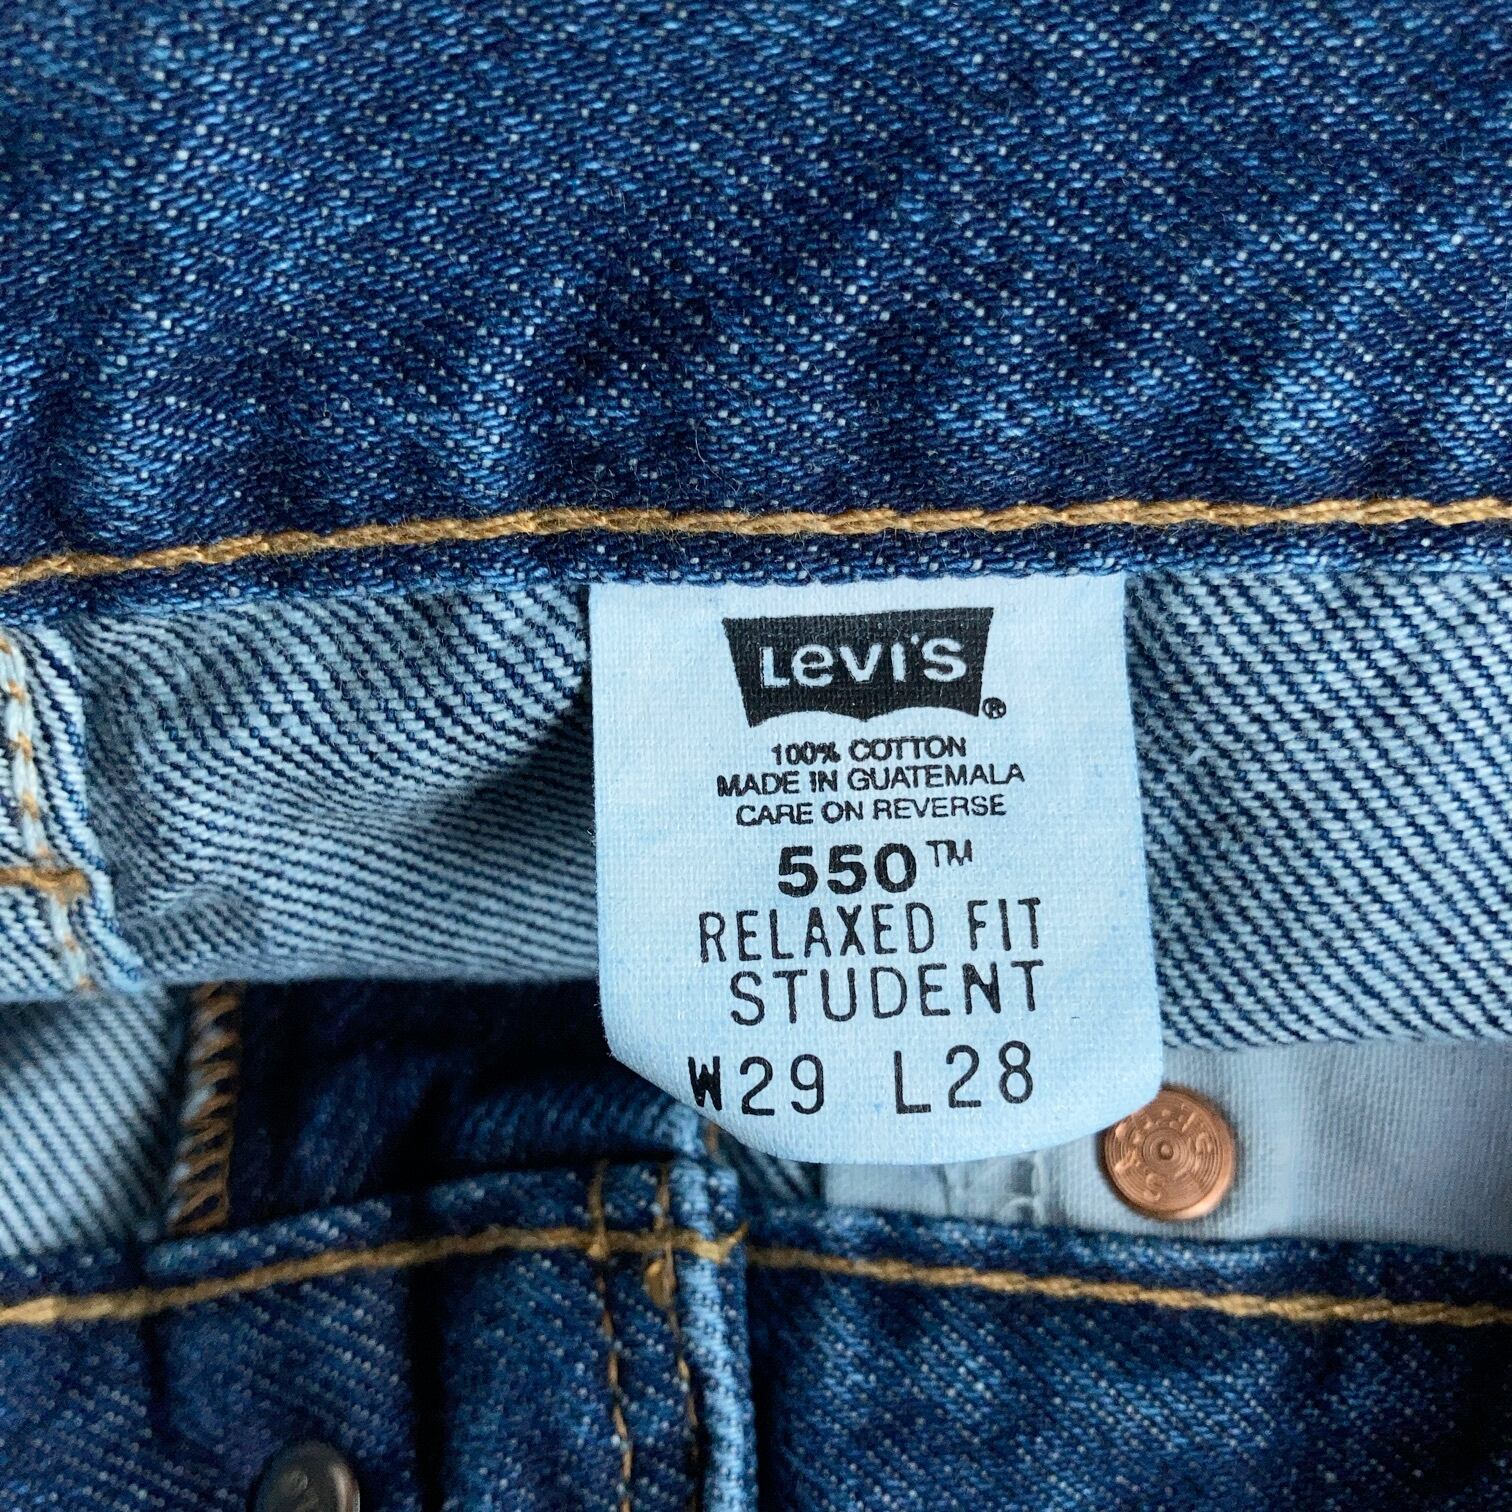 Levi's ®
100% COTTON
MADE IN GUATEMALA
CARE ON REVERSE
550™
RELAXED FIT
STUDENT
W29 L28